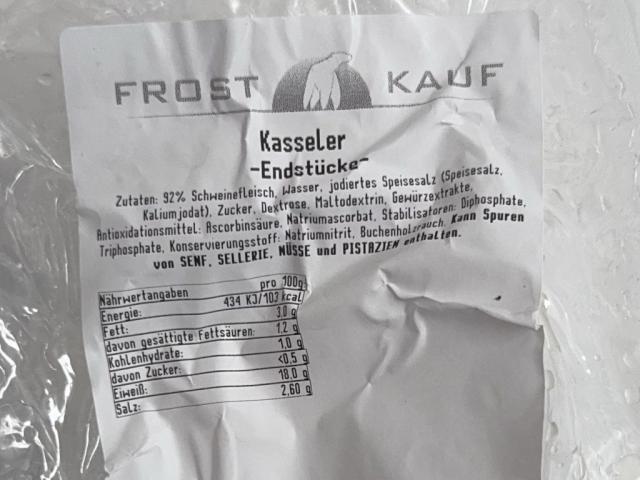 FROST KAUF
Kasseler
-Endstücke-
Zutaten: 92% Schweinefleisch, Wasser, jodiertes Speisesalz (Speisesalz,
Kaliumjodat), Zucker, Dextrose, Maltodextrin, Gewürzextrakte,
Antioxidationsmittel: Ascorbinsäure, Natriumascorbat, Stabilisatoren: Diphosphate,
Triphosphate, Konservierungsstoff: Natriumnitrit, Buchenholzrauch. Kann Spuren
von SENF, SELLERIE, NÜSSE und PISTAZIEN enthalten.
Nährwertangaben pro 100g
Energie: 434 KJ/103 kcal
Fett: 3,0 g
davon gesättigte Fettsäuren: 1,2 g
Kohlenhydrate: 1,0 g
davon Zucker: <0,5 g
Eiweiß: 18,0 g
Salz: 2,60 g